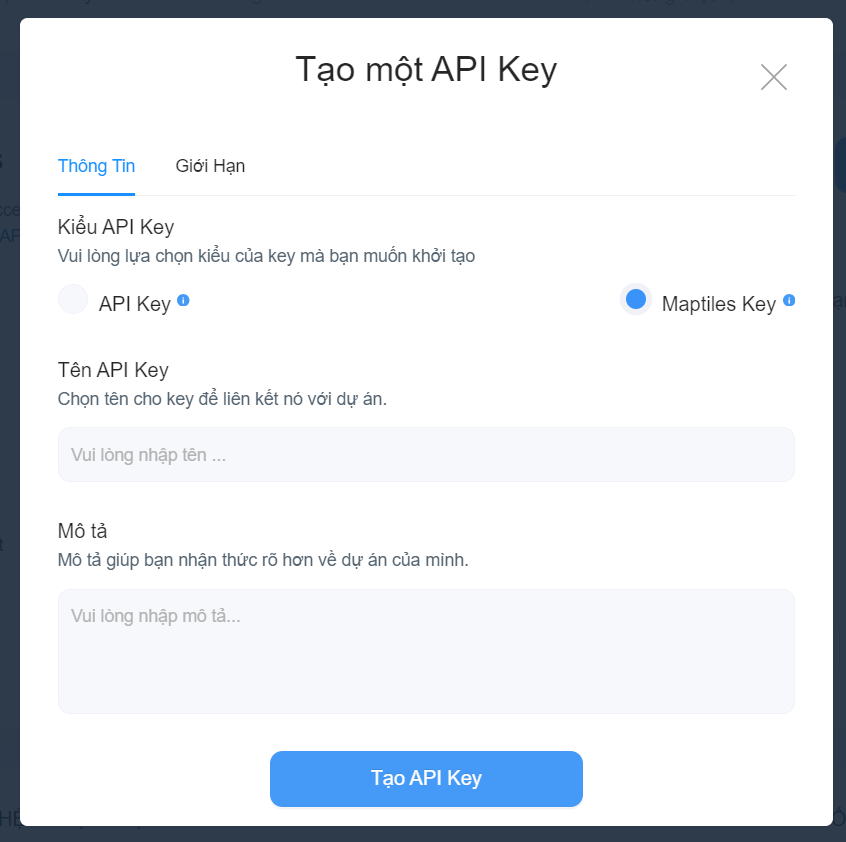 Tạo một API Key
Thông Tin Giới Hạn
Kiểu API Key
Vui lòng lựa chọn kiểu của key mà bạn muốn khởi tạo
API Key Maptiles Key
Tên API Key
Chọn tên cho key để liên kết nó với dự án.
Vui lòng nhập tên ...
Mô tả
Mô tả giúp bạn nhận thức rõ hơn về dự án của mình.
Vui lòng nhập mô tả...
Tạo API Key